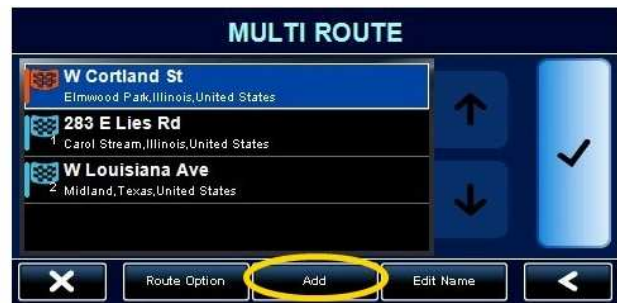 MULTI ROUTE
W Cortland St
Elmwood Park,Illinois,United States
283 E Lies Rd
1 Carol Stream,Illinois,United States
W Louisiana Ave
2 Midland,Texas,United States
Route Option Add Edit Name